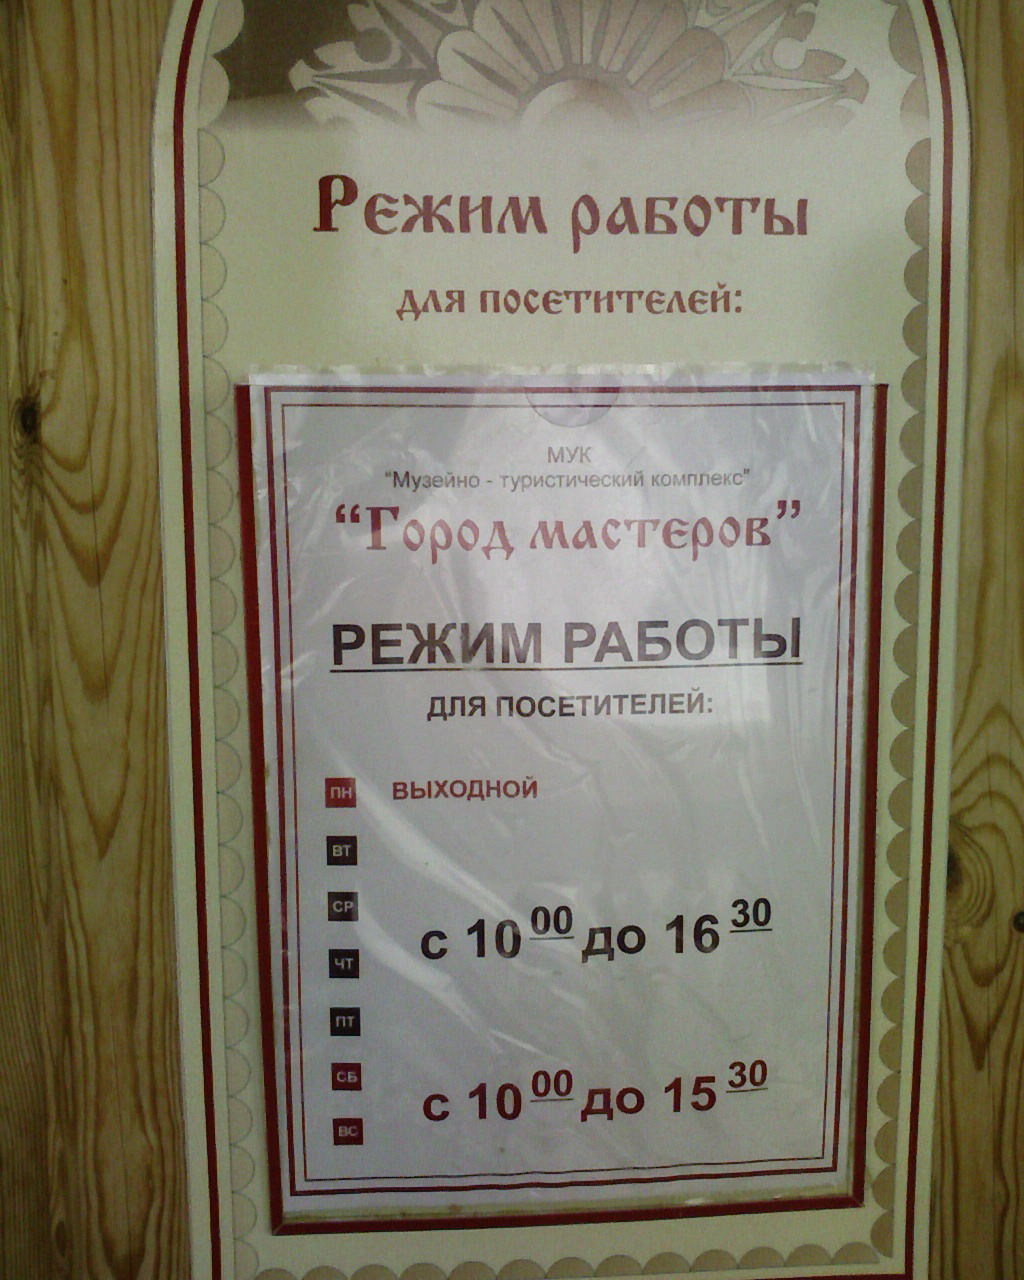 Режим работы
для посетителей:
МУК
"Музейно - туристический комплекс"
“Город мастеров”
РЕЖИМ РАБОТЫ
ДЛЯ ПОСЕТИТЕЛЕЙ:
ПН ВЫХОДНОЙ
ВТ
СР
с 10 00 до 16 30
ЧТ
ПТ
СБ
с 10 00 до 15 30
ВС